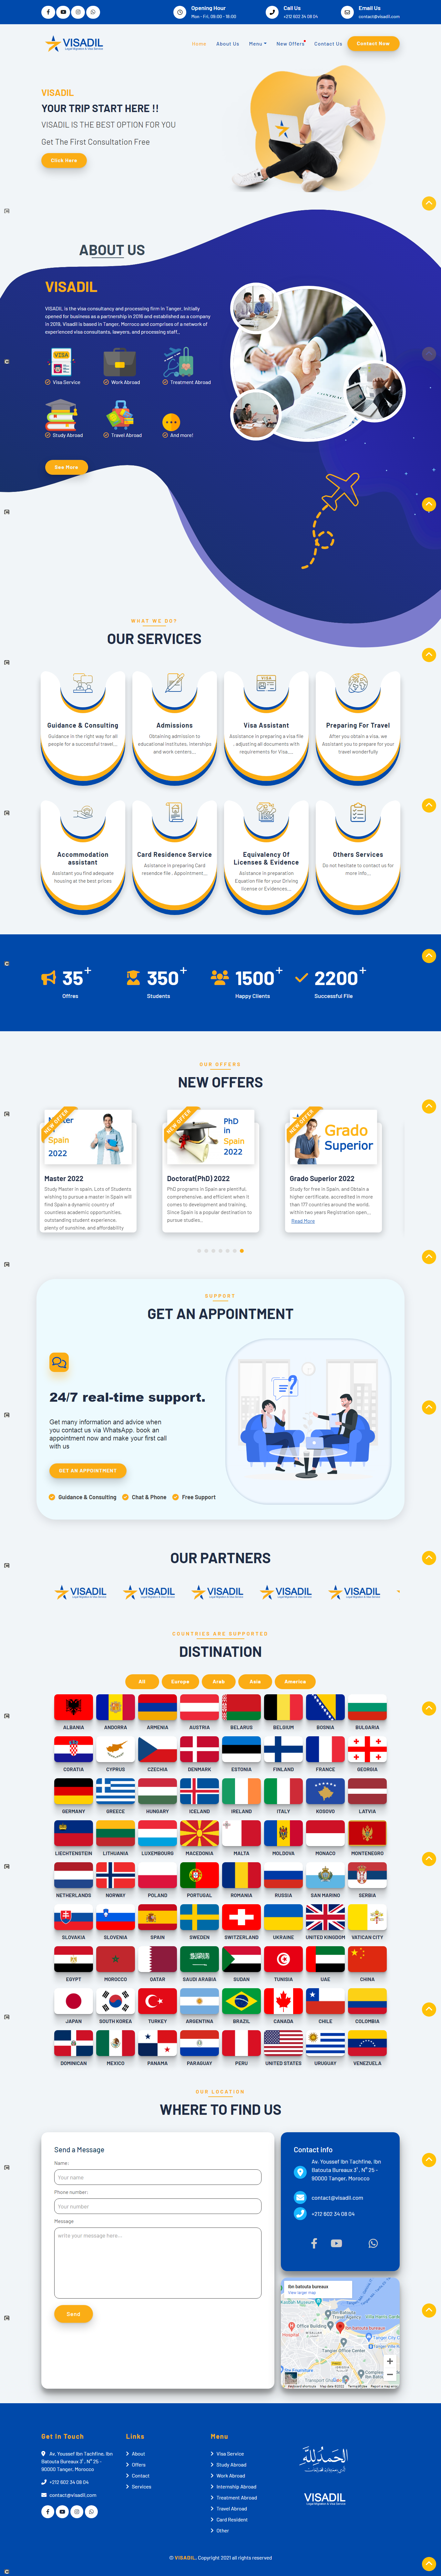 Opening Hour
Mon - Fri, 09:00 - 18:00
Call Us
+212 602 34 08 04
Email Us
contact@visadil.com
VISADIL
Legal Migration & Visa Service
Home
About Us
Menu
New Offers
Contact Us
Contact Now
VISADIL
YOUR TRIP START HERE !!
VISADIL IS THE BEST OPTION FOR YOU
Get The First Consultation Free
Click Here
ABOUT US
VISADIL
VISADIL is the visa consultancy and processing firm in Tanger. Initially
opened for business as a partnership in 2018 and established as a company
in 2019. Visadil is based in Tanger, Morroco and comprises of a network of
experienced visa consultants, lawyers, and processing staff..
VISA
Visa Service
Work Abroad
Treatment Abroad
Study Abroad
Travel Abroad
And more!
See More
CONTRACT
WHAT WE DO?
OUR SERVICES
Guidance & Consulting
Guidance in the right way for all
people for a successful travel...
Admissions
Obtaining admission to
educational institutes, interships
and work centers...
Visa Assistant
Assistance in preparing a visa file
, adjusting documents with
requirements for Visa...
Preparing For Travel
After you obtain a visa, we
Assistant you to prepare for your
travel wonderfully
Accommodation
assistant
Assistant you find adequate
housing at the best prices
Card Residence Service
Asistance in preparing Card
resendce file , Appointment...
Equivalency Of
Licenses & Evidence
Asistance in preparation
Equation file for your Driving
license or Evidences...
Others Services
Do not hesitate to contact us for
more info...
35+
Offres
350+
Students
1500+
Happy Clients
2200+
Successful File
OUR OFFERS
NEW OFFERS
NEW OFFER
Master
Spain
2022
Master 2022
Study Marster for free in Spain, Lots of Students
wishing to pursue a master in Spain will
find Spain a dynamic country of
countless academic opportunities,
outstanding student experience,
plenty of sunshine, and affordability
NEW OFFER
PhD
in
Spain
2022
Doctorat(PhD) 2022
PhD programs in Spain are plentiful,
comprehensive, and efficient when it
comes to development and training.
Since Spain is a popular destination to
pursue studies..
NEW OFFER
Grado
Superior
Grado Superior 2022
Study for free in Spain, Obtain a
higher certificate, accredited in more
than 177 countries around the world,
within two years Registration open...
Read More
SUPPORT
GET AN APPOINTMENT
24/7 real-time support.
Get many information and advice when
you contact us via WhatsApp. book an
appointment now and make your first call
with us
GET AN APPOINTMENT
Guidance & Consulting
Chat & Phone
Free Support
OUR PARTNERS
VISADIL
VISADIL
VISADIL
VISADIL
VISADIL
COUNTRIES ARE SUPPORTED
DISTINATION
All
Europe
Arab
Asia
America
ALBANIA
ANDORRA
ARMENIA
AUSTRIA
BELARUS
BELGIUM
BOSNIA
BULGARIA
CORATIA
CYPRUS
CZECHIA
DENMARK
ESTONIA
FINLAND
FRANCE
GEORGIA
GERMANY
GREECE
HUNGARY
ICELAND
IRELAND
ITALY
KOSOVO
LATVIA
LIECHTENSTEIN
LITHUANIA
LUXEMBOURG
MACEDONIA
MALTA
MOLDOVA
MONACO
MONTENEGRO
NETHERLANDS
NORWAY
POLAND
PORTUGAL
ROMANIA
RUSSIA
SAN MARINO
SERBIA
SLOVAKIA
SLOVENIA
SPAIN
SWEDEN
SWITZERLAND
UKRAINE
UNITED KINGDOM
VATICAN CITY
EGYPT
MOROCCO
QATAR
SAUDI ARABIA
SUDAN
TUNISIA
UAE
CHINA
JAPAN
SOUTH KOREA
TURKEY
ARGENTINA
BRAZIL
CANADA
CHILE
COLOMBIA
DOMINICAN
MEXICO
PANAMA
PARAGUAY
PERU
UNITED STATES
URUGUAY
VENEZUELA
OUR LOCATION
WHERE TO FIND US
Send a Message
Name:
Your name
Phone number:
Your number
Message
write your message here...
Send
Contact info
Av. Youssef Ibn Tachfine, Ibn
Batouta Bureaux 3°, N° 25 -
90000 Tanger, Morocco
contact@visadil.com
+212 602 34 08 04
Ibn batouta bureaux
View larger map
Get In Touch
Av, Youssef Ibn Tachfine, Ibn
Batouta Bureaux 3°, N° 25 -
90000 Tanger, Morocco
+212 602 34 08 04
contact@visadil.com
Links
About
Offers
Contact
Services
Menu
Visa Service
Study Abroad
Work Abroad
Internship Abroad
Treatment Abroad
Travel Abroad
Card Resident
Other
VISADIL
Legal Migration & Visa Service
© VISADIL, Copyright 2021 all rights reserved